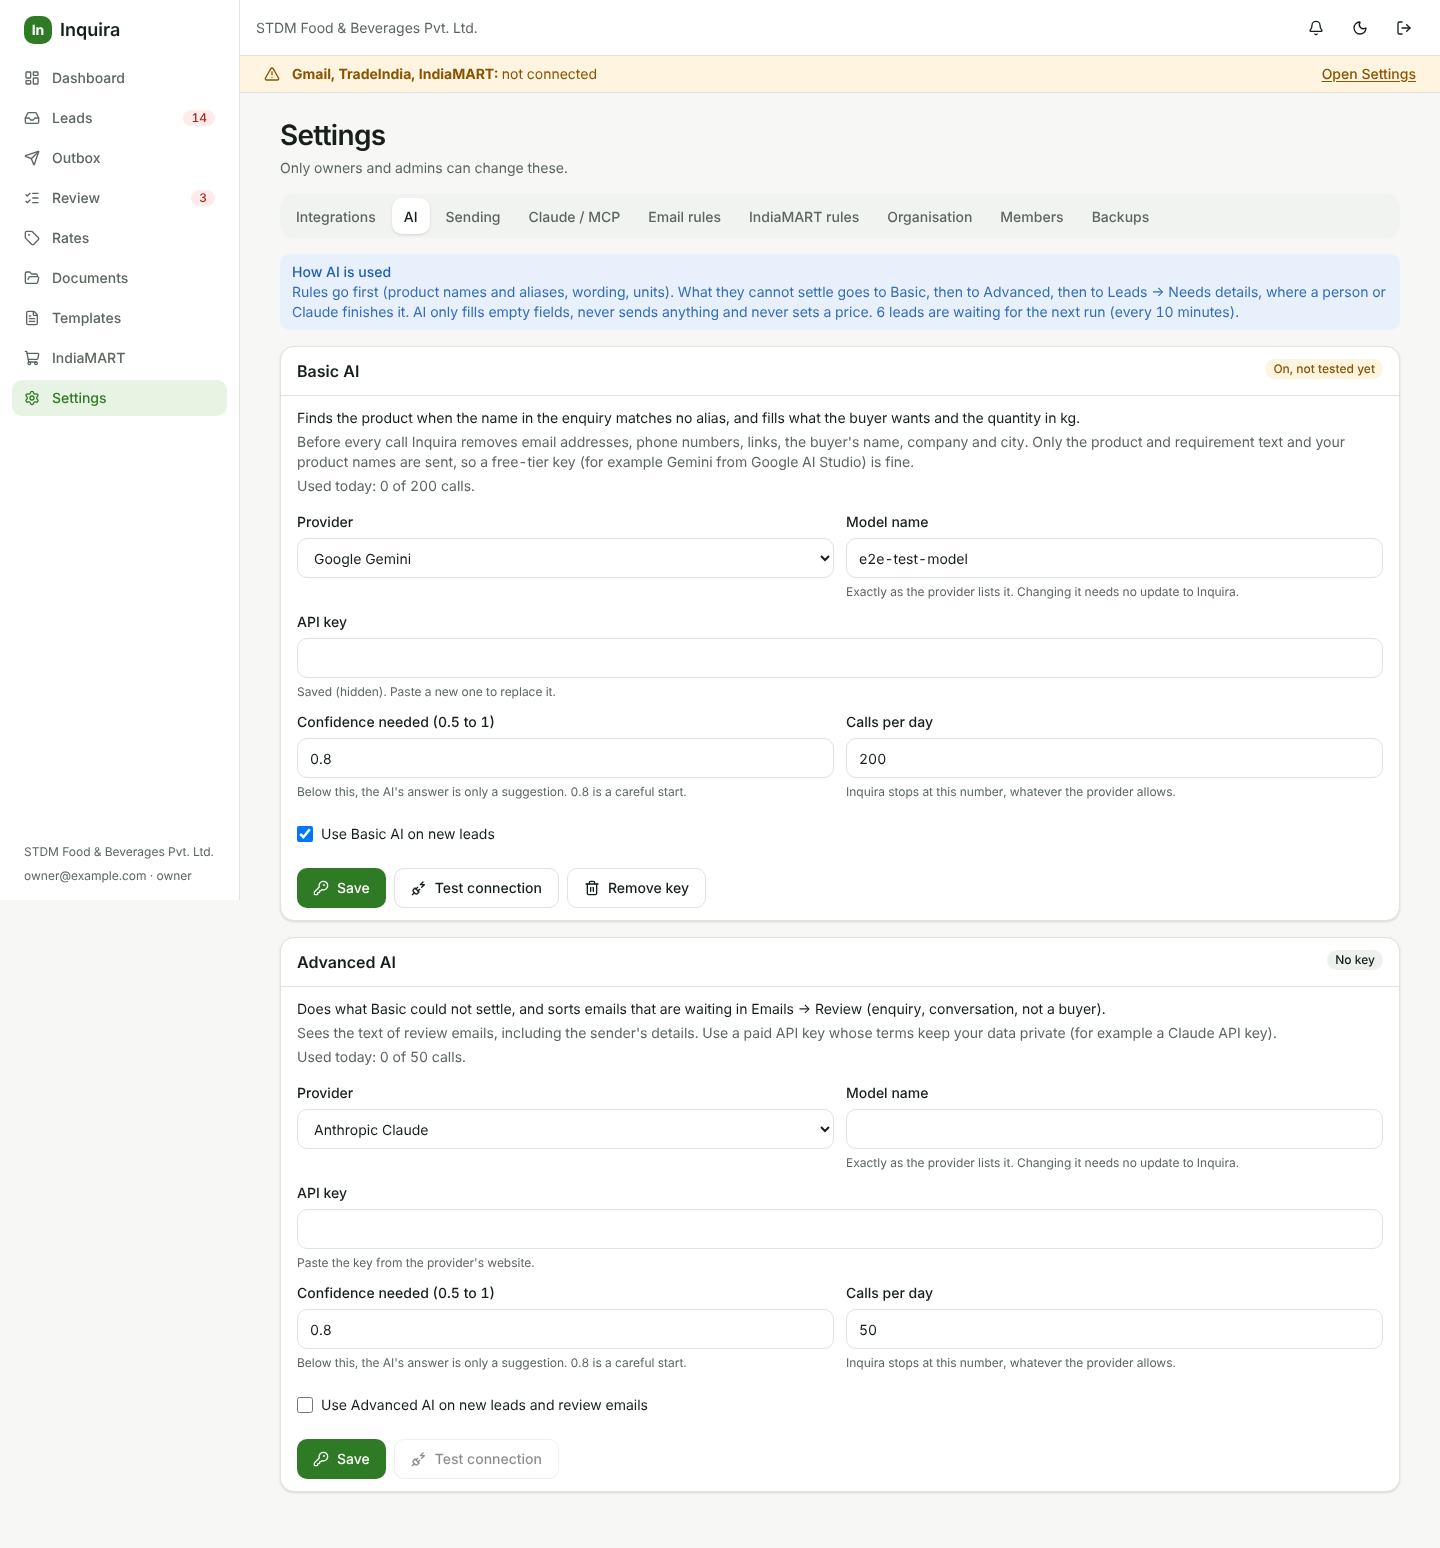 In Inquira
STDM Food & Beverages Pvt. Ltd.
Gmail, TradeIndia, IndiaMART: not connected
Open Settings
Dashboard
Leads 14
Outbox
Review 3
Rates
Documents
Templates
IndiaMART
Settings
STDM Food & Beverages Pvt. Ltd.
owner@example.com · owner
Settings
Only owners and admins can change these.
Integrations AI Sending Claude / MCP Email rules IndiaMART rules Organisation Members Backups
How AI is used
Rules go first (product names and aliases, wording, units). What they cannot settle goes to Basic, then to Advanced, then to Leads → Needs details, where a person or
Claude finishes it. AI only fills empty fields, never sends anything and never sets a price. 6 leads are waiting for the next run (every 10 minutes).
Basic AI
On, not tested yet
Finds the product when the name in the enquiry matches no alias, and fills what the buyer wants and the quantity in kg.
Before every call Inquira removes email addresses, phone numbers, links, the buyer's name, company and city. Only the product and requirement text and your
product names are sent, so a free-tier key (for example Gemini from Google AI Studio) is fine.
Used today: 0 of 200 calls.
Provider
Google Gemini
Model name
e2e-test-model
Exactly as the provider lists it. Changing it needs no update to Inquira.
API key
Saved (hidden). Paste a new one to replace it.
Confidence needed (0.5 to 1)
0.8
Below this, the AI's answer is only a suggestion. 0.8 is a careful start.
Calls per day
200
Inquira stops at this number, whatever the provider allows.
Use Basic AI on new leads
Save Test connection Remove key
Advanced AI
No key
Does what Basic could not settle, and sorts emails that are waiting in Emails → Review (enquiry, conversation, not a buyer).
Sees the text of review emails, including the sender's details. Use a paid API key whose terms keep your data private (for example a Claude API key).
Used today: 0 of 50 calls.
Provider
Anthropic Claude
Model name
Exactly as the provider lists it. Changing it needs no update to Inquira.
API key
Paste the key from the provider's website.
Confidence needed (0.5 to 1)
0.8
Below this, the AI's answer is only a suggestion. 0.8 is a careful start.
Calls per day
50
Inquira stops at this number, whatever the provider allows.
Use Advanced AI on new leads and review emails
Save Test connection